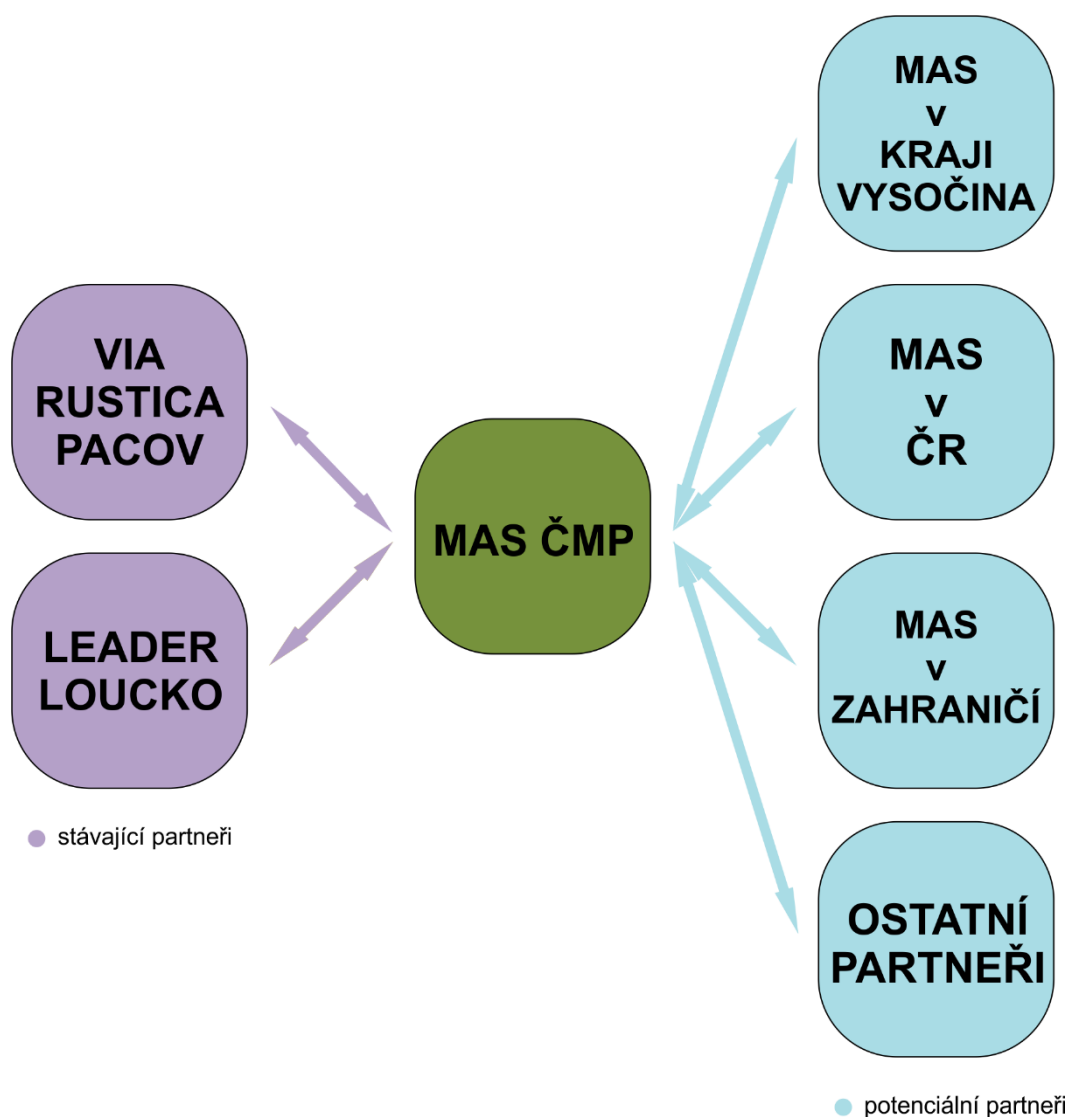 VIA
RUSTICA
PACOV
LEADER
LOUCKO
stávající partneři
MAS ČMP
MAS
v
KRAJI
VYSOČINA
MAS
v
ČR
MAS
v
ZAHRANIČÍ
OSTATNÍ
PARTNEŘI
potenciální partneři